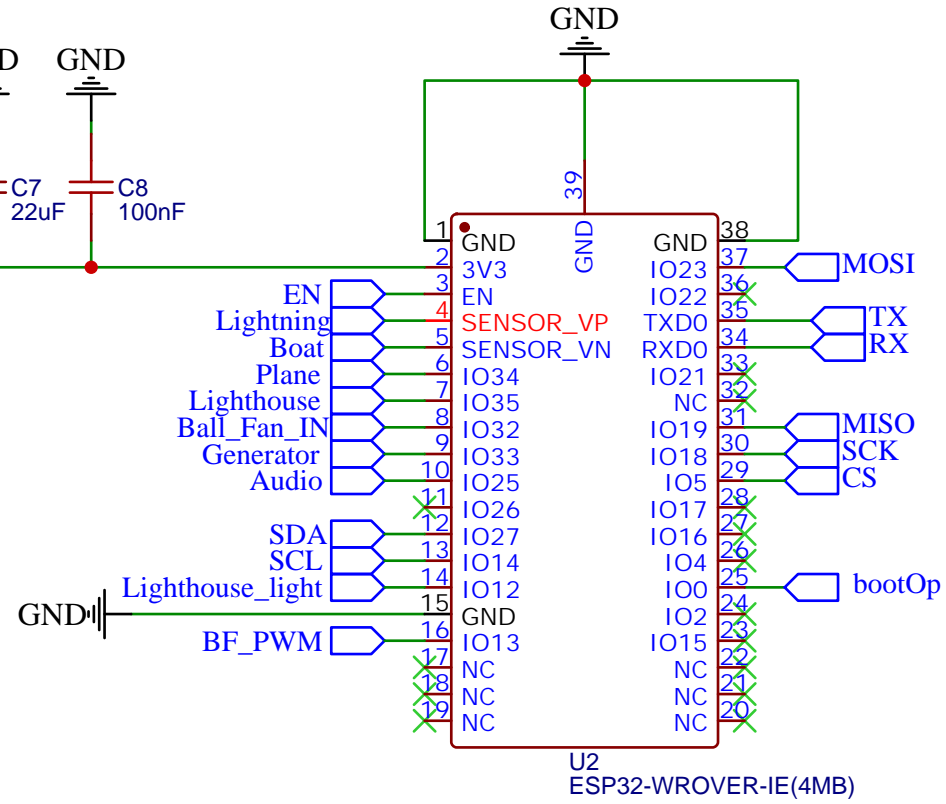 GND
GND
C7
22uF
C8
100nF
39
GND
1 GND
2 3V3
EN 3 EN
Lightning 4 SENSOR_VP
Boat 5 SENSOR_VN
Plane 6 IO34
Lighthouse 7 IO35
Ball_Fan_IN 8 IO32
Generator 9 IO33
Audio 10 IO25
11 IO26
SDA 12 IO27
SCL 13 IO14
Lighthouse_light 14 IO12
GND 15 GND
BF_PWM 16 IO13
17 NC
18 NC
19 NC
GND 38
IO23 37 MOSI
IO22 36
TXD0 35 TX
RXD0 34 RX
IO21 33
NC 32
IO19 31 MISO
IO18 30 SCK
IO5 29 CS
IO17 28
IO16 27
IO4 26
IO0 25 bootOp
IO2 24
IO15 23
NC 22
NC 21
NC 20
U2
ESP32-WROVER-IE(4MB)